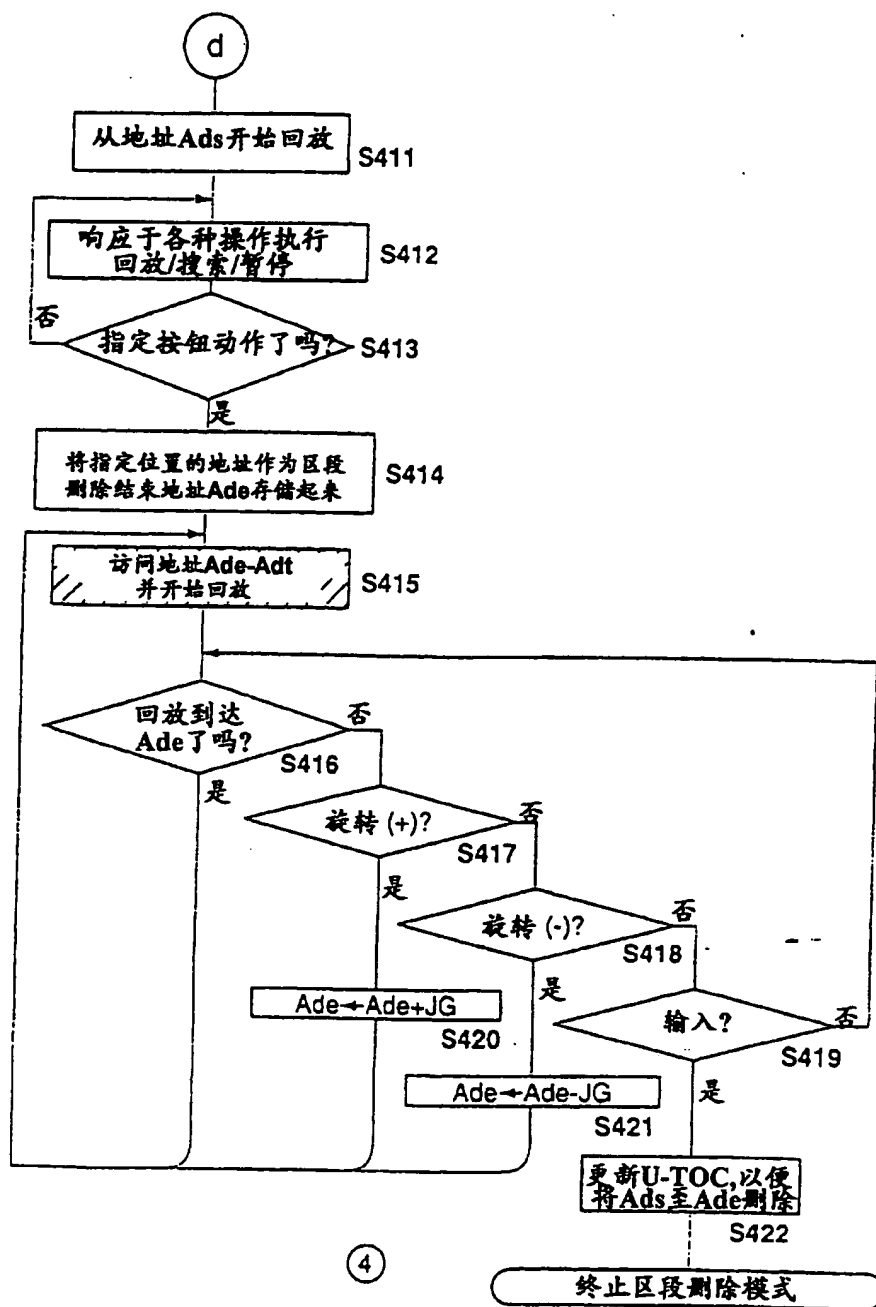 d
从地址Ads开始回放
S411
响应于各种操作执行
回放/搜索/暂停
S412
否
指定按钮动作了吗?
S413
是
将指定位置的地址作为区段
删除结束地址Ade存储起来
S414
访问地址Ade-Adt
并开始回放
S415
回放到达
Ade了吗?
否
S416
是
旋转 (+)?
否
S417
是
旋转 (-)?
否
S418
是
Ade←Ade+JG
S420
输入?
否
S419
是
Ade←Ade-JG
S421
更新U-TOC,以便
将Ads至Ade删除
S422
4
终止区段删除模式